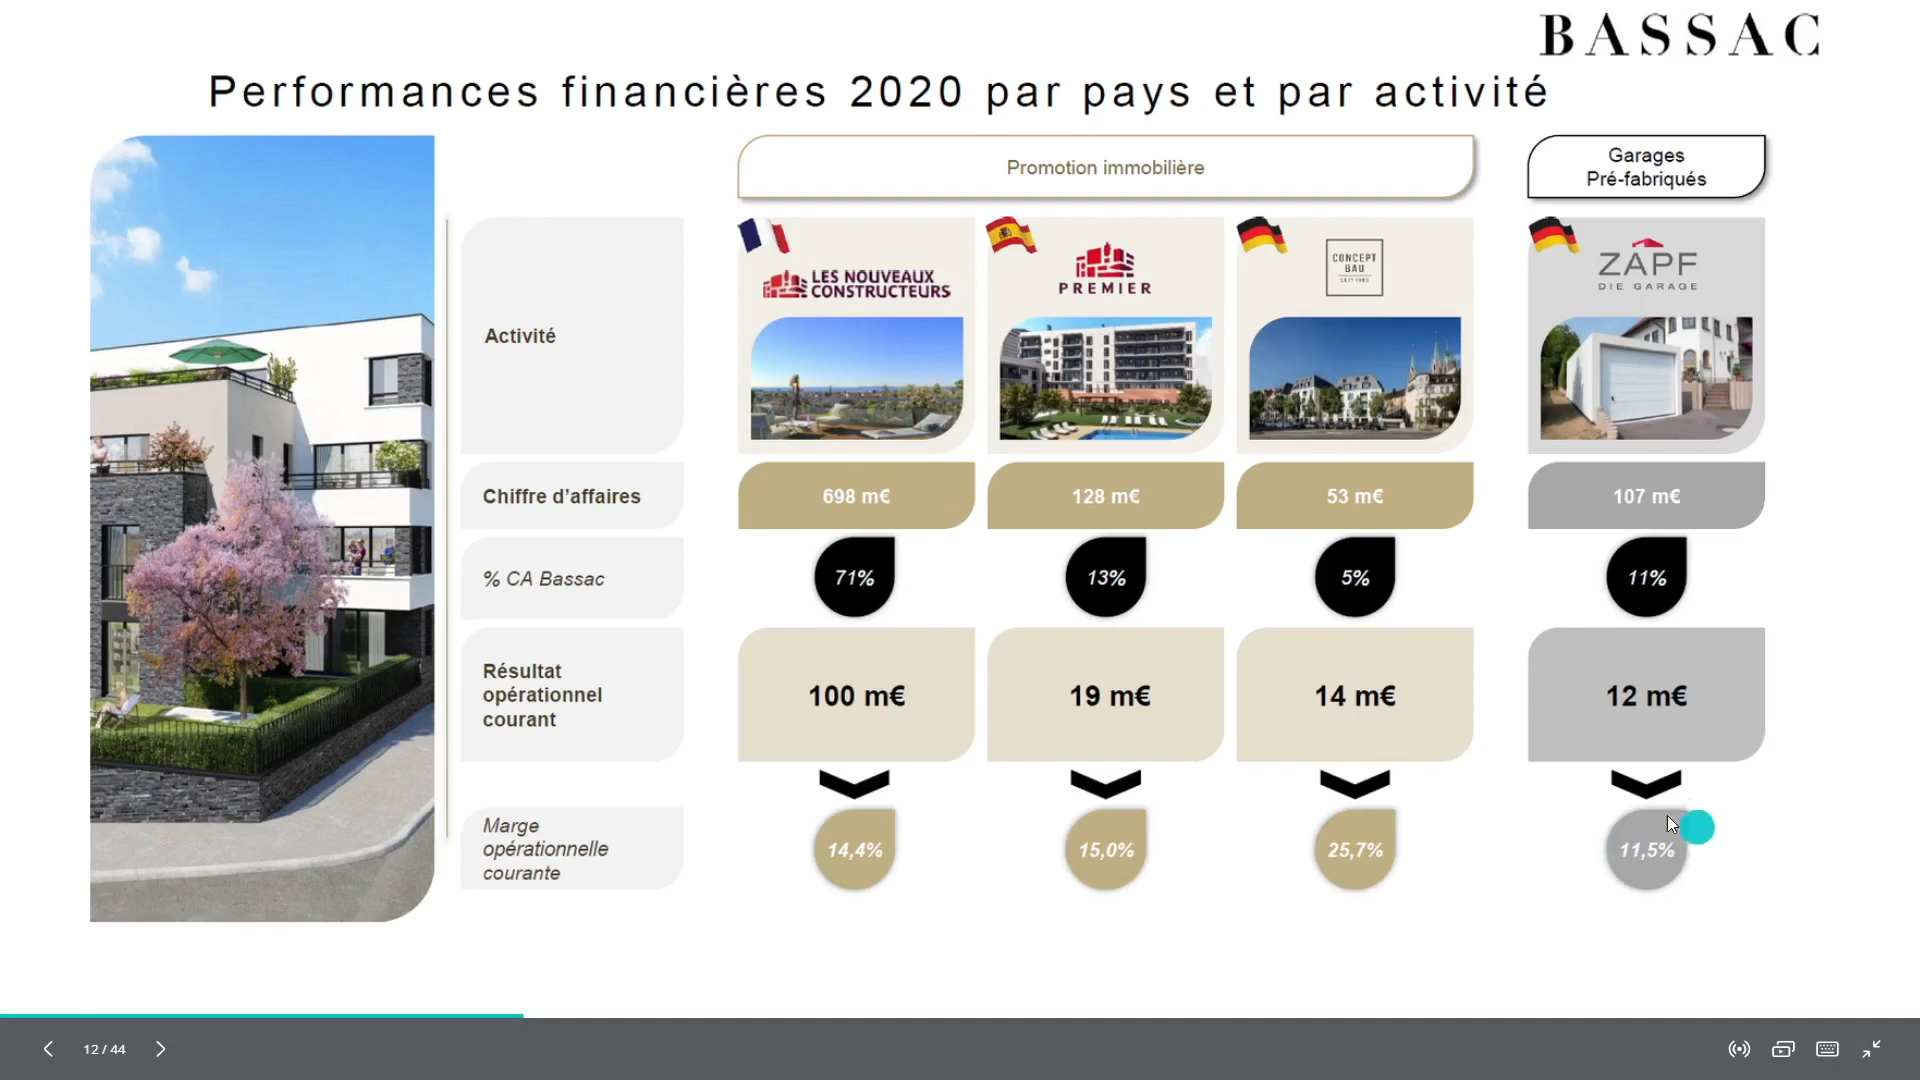 BASSAC
Performances financières 2020 par pays et par activité
Promotion immobilière
Garages
Pré-fabriqués
Activité
LES NOUVEAUX
CONSTRUCTEURS
PREMIER
CONCEPT
BAU
ZAPF
DIE GARAGE
Chiffre d’affaires
698 m€
128 m€
53 m€
107 m€
% CA Bassac
71%
13%
5%
11%
Résultat
opérationnel
courant
100 m€
19 m€
14 m€
12 m€
Marge
opérationnelle
courante
14,4%
15,0%
25,7%
11,5%
12 / 44